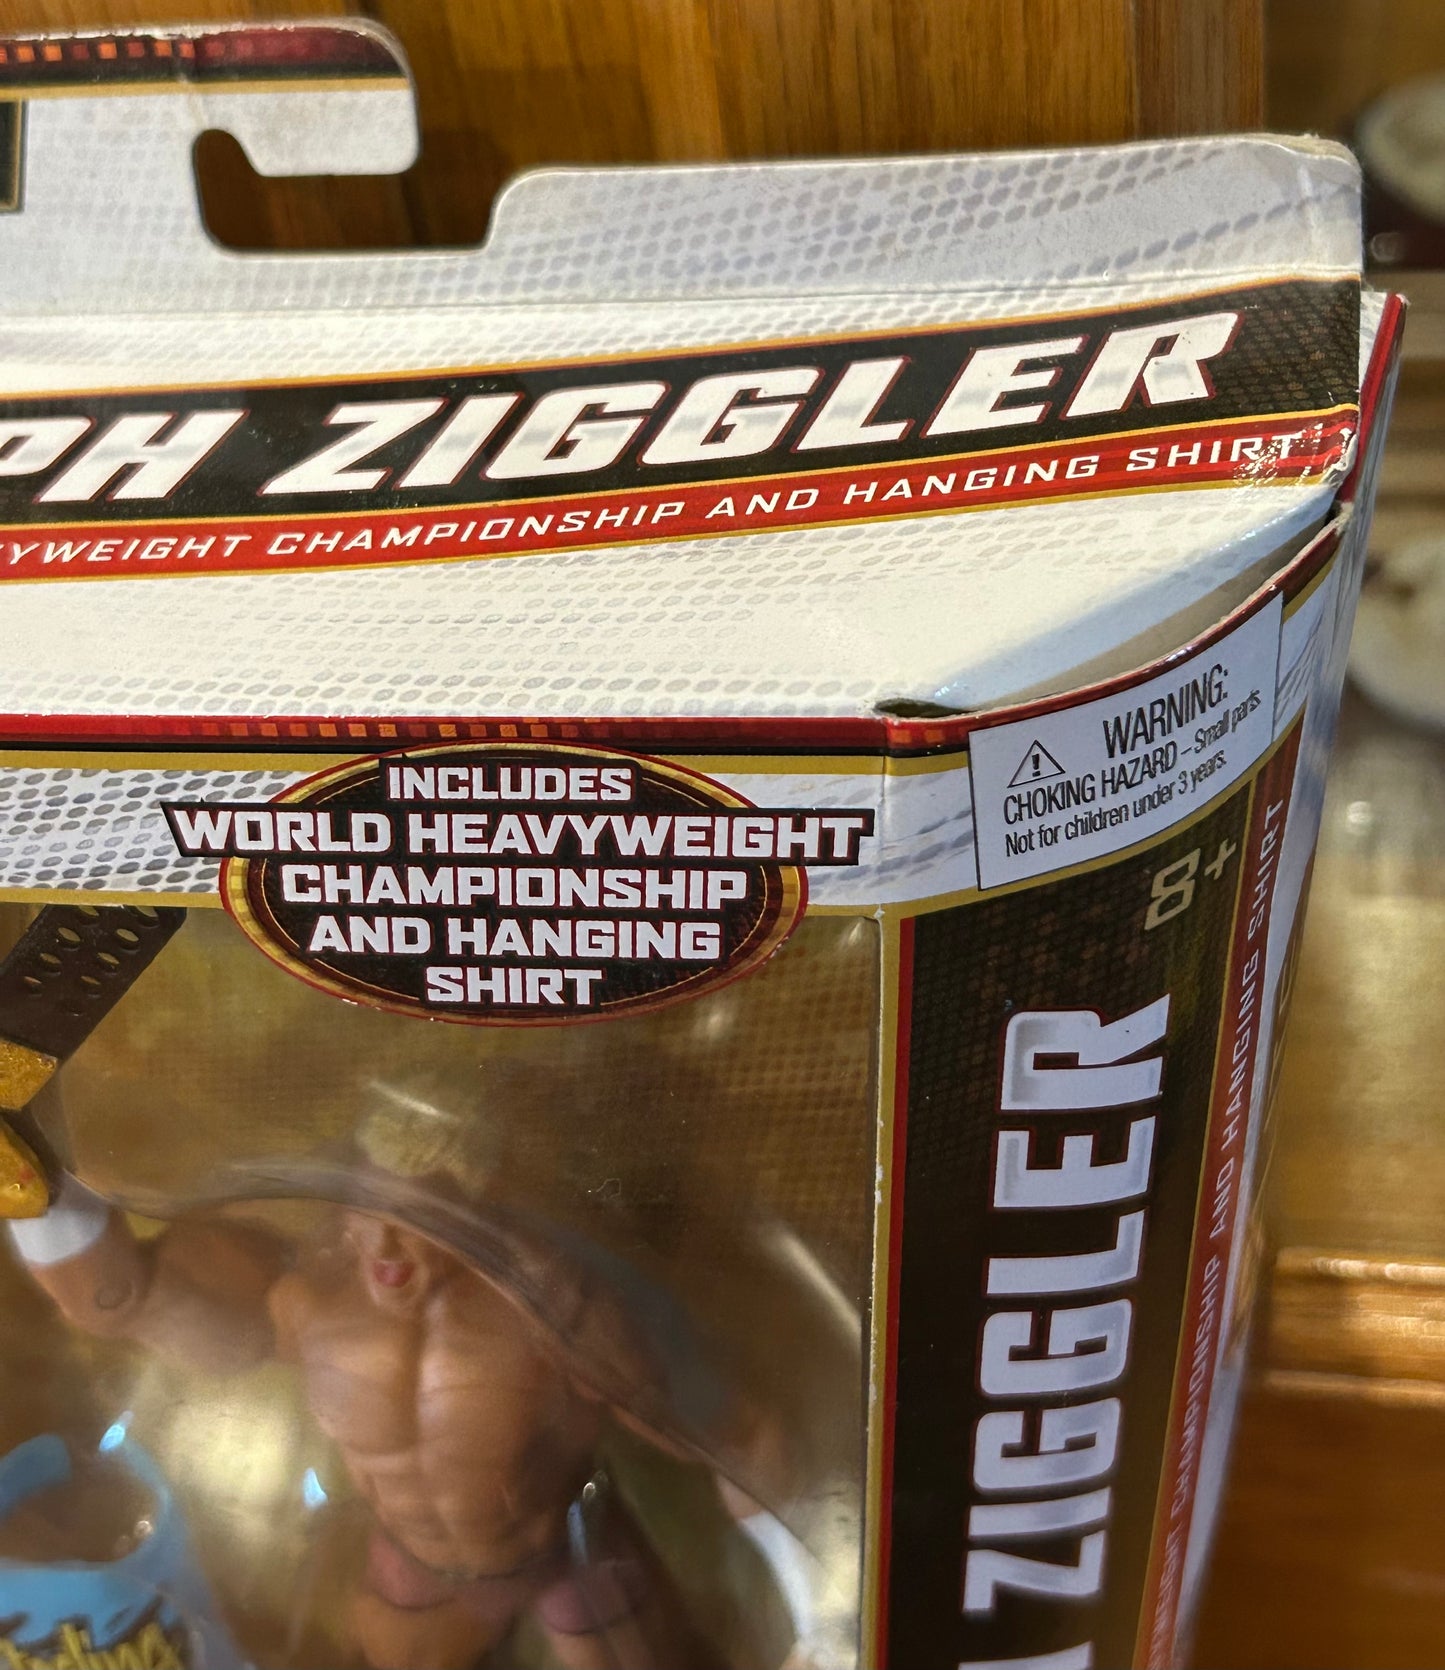 PH ZIGGLER
YWEIGHT CHAMPIONSHIP AND HANGING SHIRT
INCLUDES
WORLD HEAVYWEIGHT
CHAMPIONSHIP
AND HANGING
SHIRT
WARNING:
CHOKING HAZARD – Small parts
Not for children under 3 years.
8+
ZIGGLER
WEIGHT CHAMPIONSHIP AND HANGING SHIRT